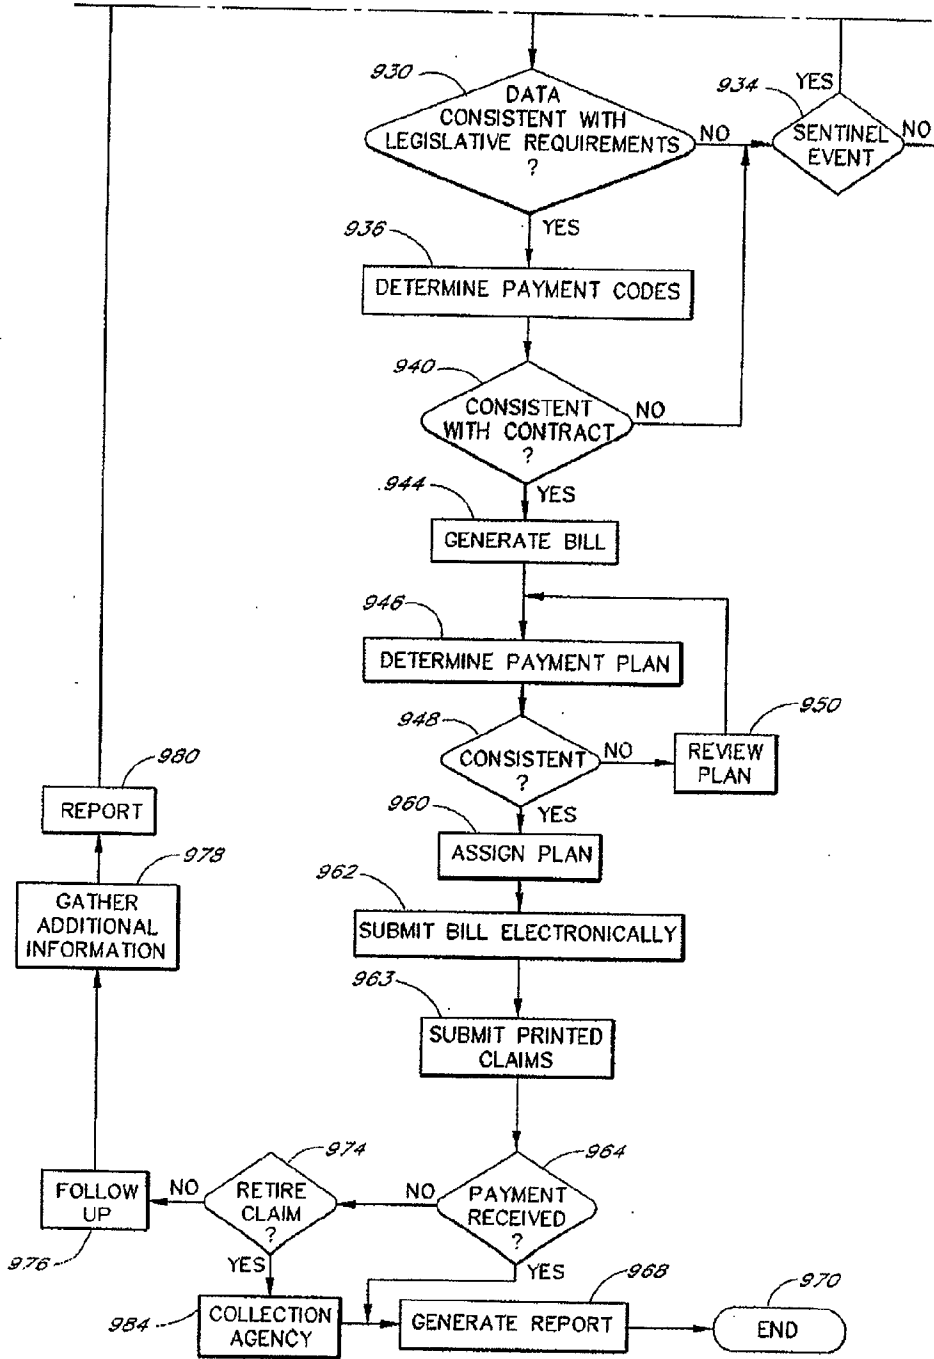 930
DATA
CONSISTENT WITH
LEGISLATIVE REQUIREMENTS
?
NO
934
YES
SENTINEL
EVENT
NO
YES
936
DETERMINE PAYMENT CODES
940
CONSISTENT
WITH CONTRACT
?
NO
YES
944
GENERATE BILL
946
DETERMINE PAYMENT PLAN
948
CONSISTENT
?
NO
950
REVIEW
PLAN
YES
960
ASSIGN PLAN
962
SUBMIT BILL ELECTRONICALLY
963
SUBMIT PRINTED
CLAIMS
964
PAYMENT
RECEIVED
?
NO
YES
974
RETIRE
CLAIM
?
NO
YES
FOLLOW
UP
976
978
GATHER
ADDITIONAL
INFORMATION
980
REPORT
984
COLLECTION
AGENCY
968
GENERATE REPORT
970
END